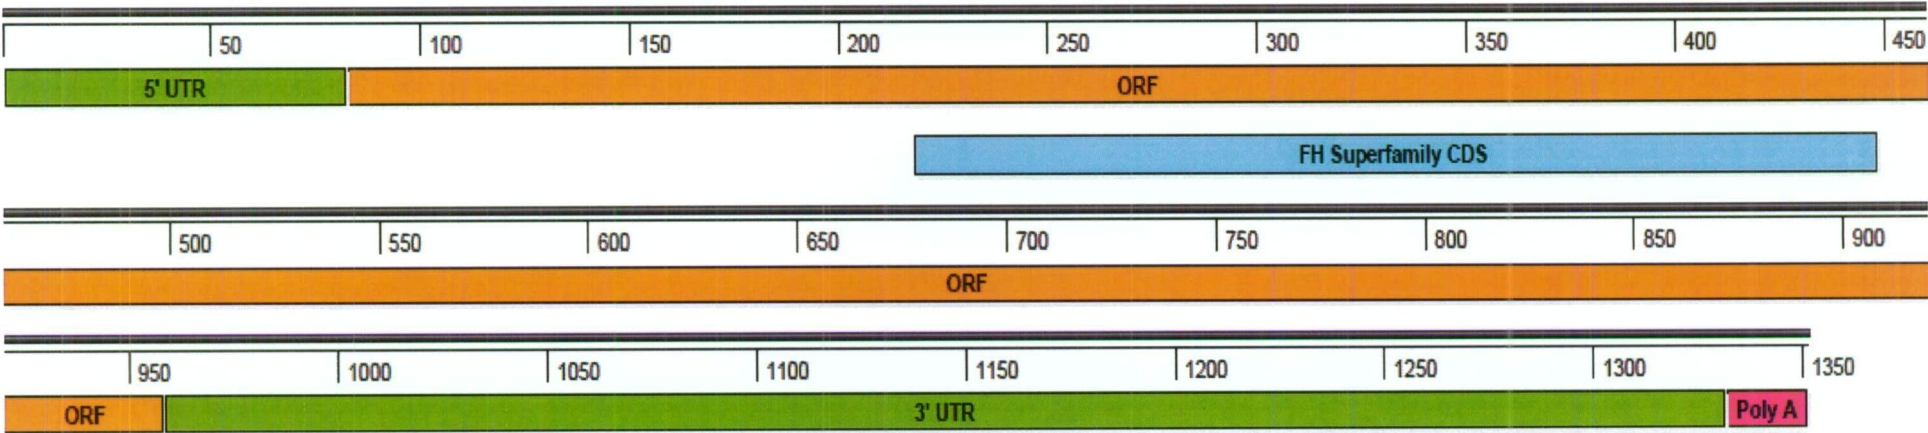 50 100 150 200 250 300 350 400 450
5' UTR ORF
FH Superfamily CDS
500 550 600 650 700 750 800 850 900
ORF
950 1000 1050 1100 1150 1200 1250 1300 1350
ORF 3' UTR Poly A